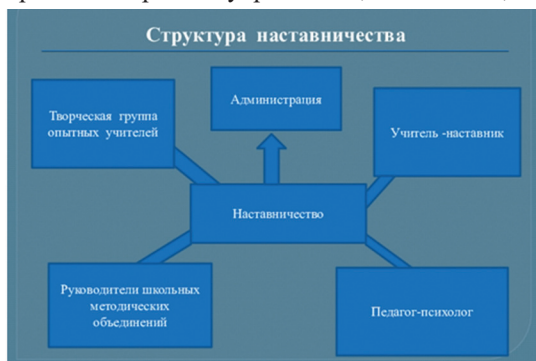 Структура наставничества
Администрация
Творческая группа
опытных учителей
Учитель -наставник
Наставничество
Руководители школьных
методических
объединений
Педагог-психолог